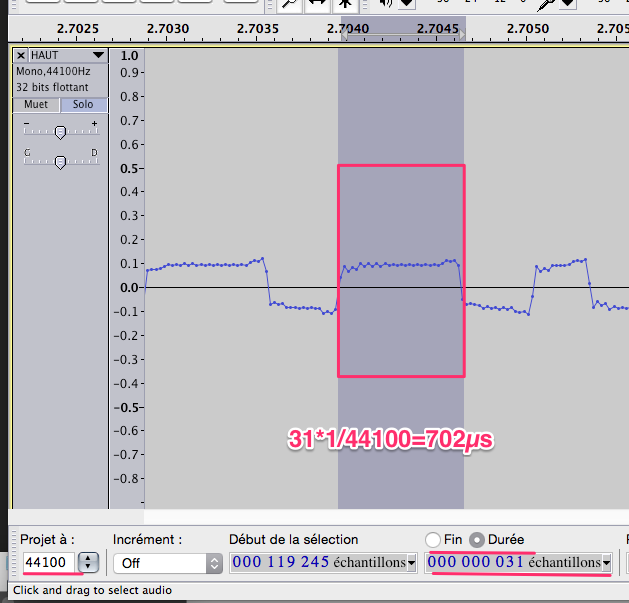 2.7025 2.7030 2.7035 2.7040 2.7045 2.7050
HAUT
Mono,44100Hz
32 bits flottant
Muet Solo
- +
G D
1.0
0.9
0.8
0.7
0.6
0.5
0.4
0.3
0.2
0.1
0.0
-0.1
-0.2
-0.3
-0.4
-0.5
-0.6
-0.7
-0.8
31*1/44100=702µs
Projet à : Incrément : Début de la sélection Fin Durée
44100 Off 000 119 245 échantillons 000 000 031 échantillons
Click and drag to select audio